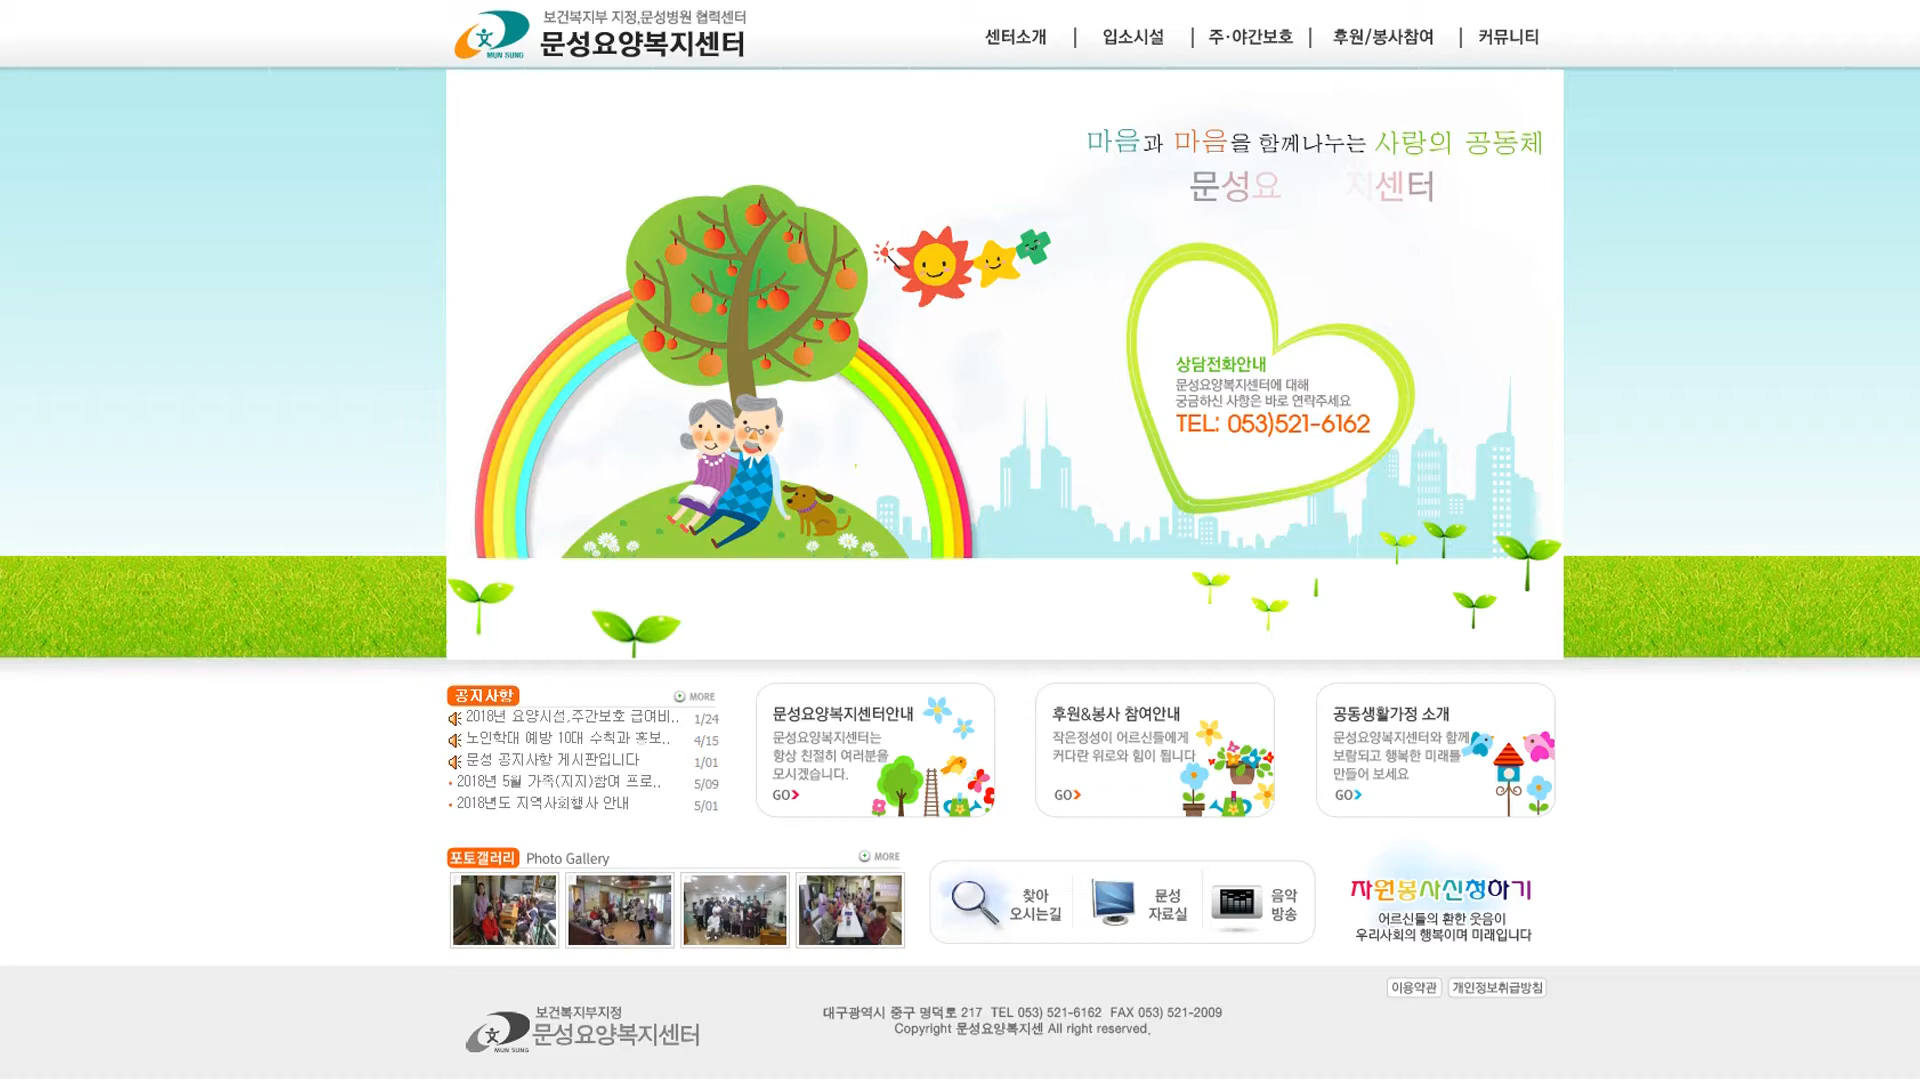 보건복지부 지정,문성병원 협력센터
문성요양복지센터
MUN SUNG
센터소개 | 입소시설 | 주·야간보호 | 후원/봉사참여 | 커뮤니티
마음과 마음을 함께나누는 사랑의 공동체
문성요 지센터
상담전화안내
문성요양복지센터에 대해
궁금하신 사항은 바로 연락주세요
TEL: 053)521-6162
공지사항
MORE
2018년 요양시설,주간보호 급여비.. 1/24
노인학대 예방 10대 수칙과 홍보.. 4/15
문성 공지사항 게시판입니다 1/01
2018년 5월 가족(지지)참여 프로.. 5/09
2018년도 지역사회행사 안내 5/01
문성요양복지센터안내
문성요양복지센터는
항상 친절히 여러분을
모시겠습니다.
GO
후원&봉사 참여안내
작은정성이 어르신들에게
커다란 위로와 힘이 됩니다
GO
공동생활가정 소개
문성요양복지센터와 함께
보람되고 행복한 미래를
만들어 보세요
GO
포토갤러리 Photo Gallery
MORE
찾아
오시는길
문성
자료실
음악
방송
자원봉사신청하기
어르신들의 환한 웃음이
우리사회의 행복이며 미래입니다
이용약관
개인정보취급방침
보건복지부지정
문성요양복지센터
MUN SUNG
대구광역시 중구 명덕로 217 TEL 053) 521-6162 FAX 053) 521-2009
Copyright 문성요양복지센 All right reserved.